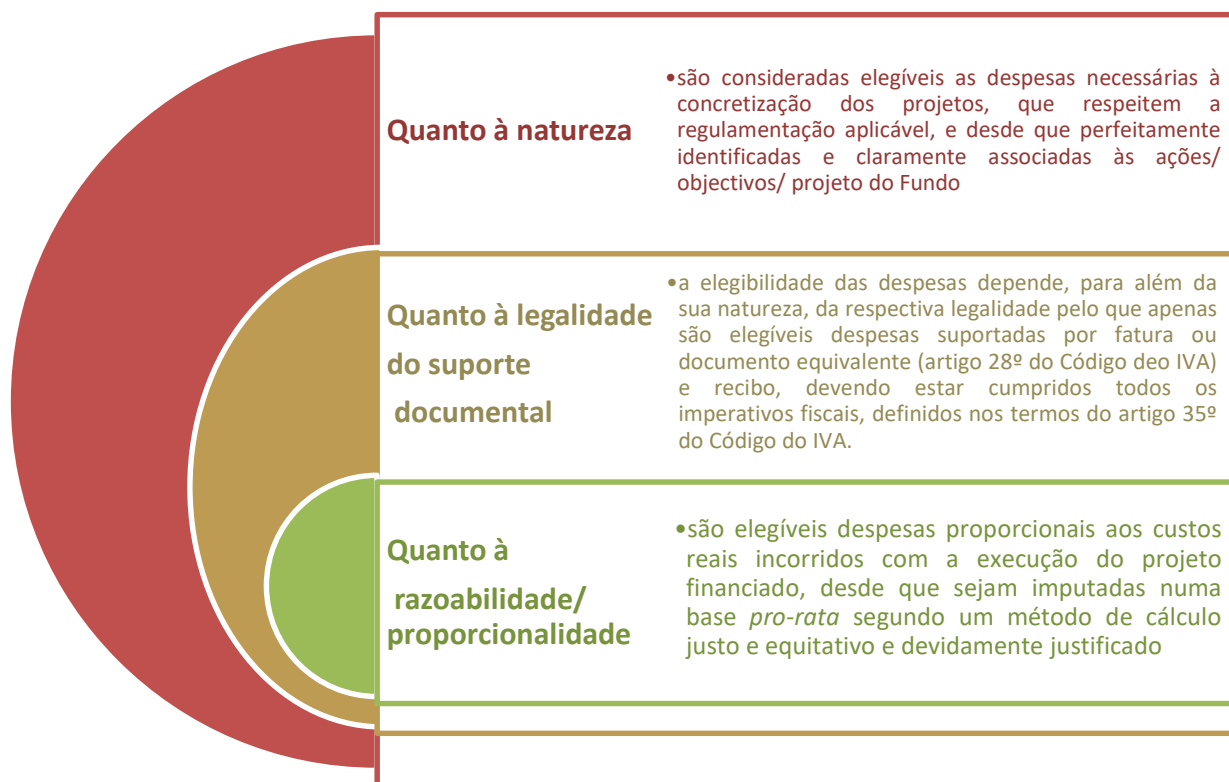 Quanto à natureza
•são consideradas elegíveis as despesas necessárias à
concretização dos projetos, que respeitem a
regulamentação aplicável, e desde que perfeitamente
identificadas e claramente associadas às ações/
objectivos/ projeto do Fundo
Quanto à legalidade
do suporte
documental
•a elegibilidade das despesas depende, para além da
sua natureza, da respectiva legalidade pelo que apenas
são elegíveis despesas suportadas por fatura ou
documento equivalente (artigo 28º do Código deo IVA)
e recibo, devendo estar cumpridos todos os
imperativos fiscais, definidos nos termos do artigo 35º
do Código do IVA.
Quanto à
razoabilidade/
proporcionalidade
•são elegíveis despesas proporcionais aos custos
reais incorridos com a execução do projeto
financiado, desde que sejam imputadas numa
base pro-rata segundo um método de cálculo
justo e equitativo e devidamente justificado